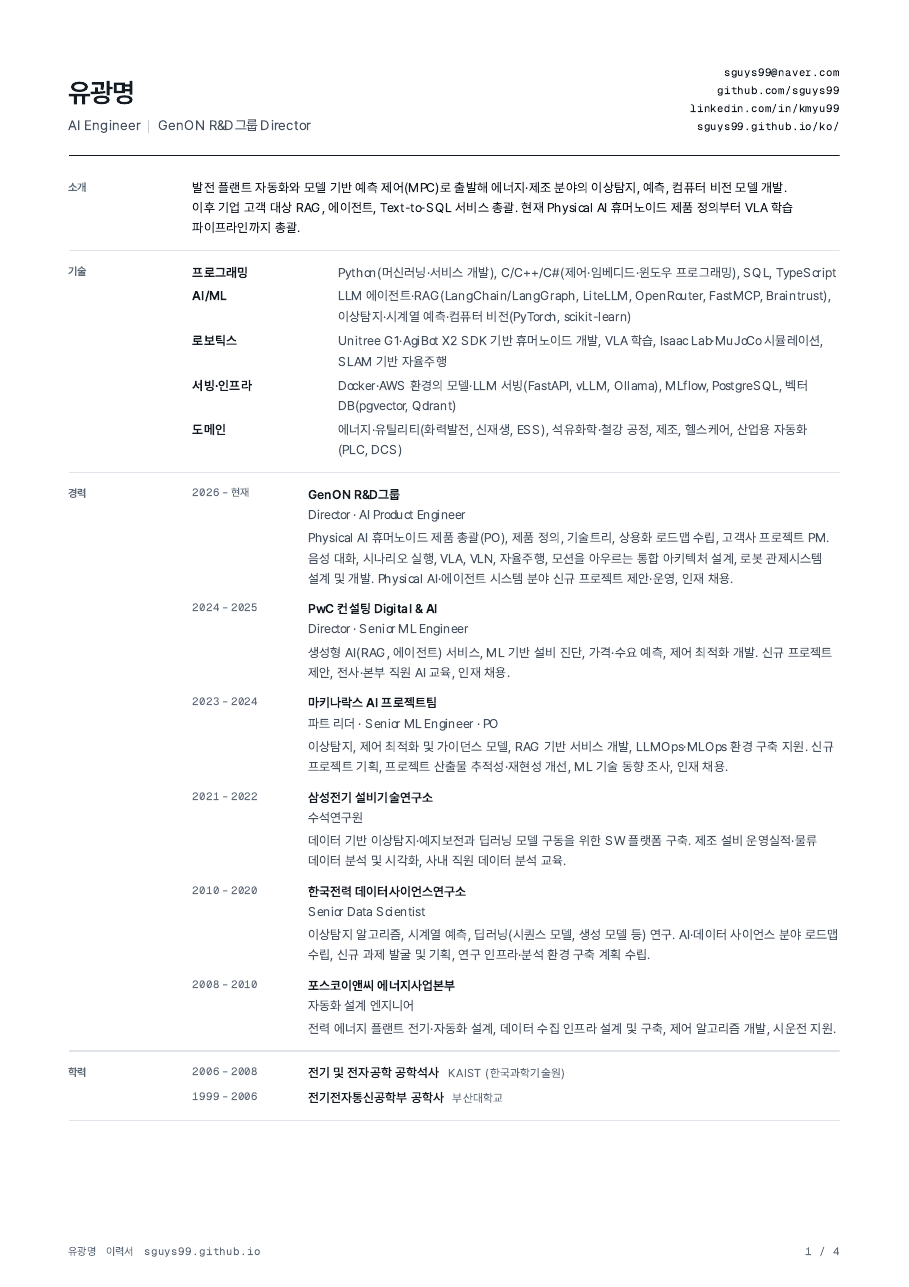 유광명
AI Engineer | GenON R&D그룹 Director
sguys99@naver.com
github.com/sguys99
linkedin.com/in/kmyu99
sguys99.github.io/ko/
소개
발전 플랜트 자동화와 모델 기반 예측 제어(MPC)로 출발해 에너지·제조 분야의 이상탐지, 예측, 컴퓨터 비전 모델 개발.
이후 기업 고객 대상 RAG, 에이전트, Text-to-SQL 서비스 총괄. 현재 Physical AI 휴머노이드 제품 정의부터 VLA 학습
파이프라인까지 총괄.
기술
프로그래밍 Python(머신러닝·서비스 개발), C/C++/C#(제어·임베디드·윈도우 프로그래밍), SQL, TypeScript
AI/ML LLM 에이전트·RAG(LangChain/LangGraph, LiteLLM, OpenRouter, FastMCP, Braintrust),
이상탐지·시계열 예측·컴퓨터 비전(PyTorch, scikit-learn)
로보틱스 Unitree G1·AgiBot X2 SDK 기반 휴머노이드 개발, VLA 학습, Isaac Lab·MuJoCo 시뮬레이션,
SLAM 기반 자율주행
서빙·인프라 Docker·AWS 환경의 모델·LLM 서빙(FastAPI, vLLM, Ollama), MLflow, PostgreSQL, 벡터
DB(pgvector, Qdrant)
도메인 에너지·유틸리티(화력발전, 신재생, ESS), 석유화학·철강 공정, 제조, 헬스케어, 산업용 자동화
(PLC, DCS)
경력
2026 – 현재 GenON R&D그룹
Director · AI Product Engineer
Physical AI 휴머노이드 제품 총괄(PO), 제품 정의, 기술트리, 상용화 로드맵 수립, 고객사 프로젝트 PM.
음성 대화, 시나리오 실행, VLA, VLN, 자율주행, 모션을 아우르는 통합 아키텍처 설계, 로봇 관제시스템
설계 및 개발. Physical AI·에이전트 시스템 분야 신규 프로젝트 제안·운영, 인재 채용.
2024 – 2025 PwC 컨설팅 Digital & AI
Director · Senior ML Engineer
생성형 AI(RAG, 에이전트) 서비스, ML 기반 설비 진단, 가격·수요 예측, 제어 최적화 개발. 신규 프로젝트
제안, 전사·본부 직원 AI 교육, 인재 채용.
2023 – 2024 마키나락스 AI 프로젝트팀
파트 리더 · Senior ML Engineer · PO
이상탐지, 제어 최적화 및 가이던스 모델, RAG 기반 서비스 개발, LLMOps·MLOps 환경 구축 지원. 신규
프로젝트 기획, 프로젝트 산출물 추적성·재현성 개선, ML 기술 동향 조사, 인재 채용.
2021 – 2022 삼성전기 설비기술연구소
수석연구원
데이터 기반 이상탐지·예지보전과 딥러닝 모델 구동을 위한 SW 플랫폼 구축. 제조 설비 운영실적·물류
데이터 분석 및 시각화, 사내 직원 데이터 분석 교육.
2010 – 2020 한국전력 데이터사이언스연구소
Senior Data Scientist
이상탐지 알고리즘, 시계열 예측, 딥러닝(시퀀스 모델, 생성 모델 등) 연구. AI·데이터 사이언스 분야 로드맵
수립, 신규 과제 발굴 및 기획, 연구 인프라·분석 환경 구축 계획 수립.
2008 – 2010 포스코이앤씨 에너지사업본부
자동화 설계 엔지니어
전력 에너지 플랜트 전기·자동화 설계, 데이터 수집 인프라 설계 및 구축, 제어 알고리즘 개발, 시운전 지원.
학력
2006 – 2008 전기 및 전자공학 공학석사 KAIST (한국과학기술원)
1999 – 2006 전기전자통신공학부 공학사 부산대학교
유광명 이력서 sguys99.github.io
1 / 4